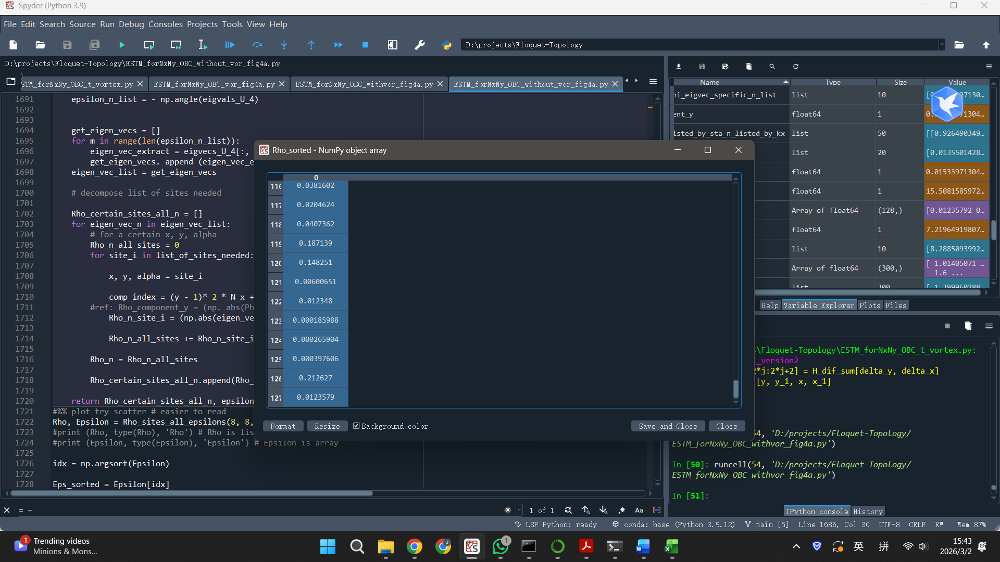 Spyder (Python 3.9)
File Edit Search Source Run Debug Consoles Projects Tools View Help
D:\projects\Floquet-Topology
D:\projects\Floquet-Topology\ESTM_forNxNy_OBC_without_vor_fig4a.py
STM_forNxNy_OBC_t_vortex.py
ESTM_forNxNy_OBC_vor_fig4a.py
ESTM_forNxNy_OBC_withvor_fig4a.py
ESTM_forNxNy_OBC_without_vor_fig4a.py
1691 epsilon_n_list = - np.angle(eigvals_U_4)
1692
1693
1694 get_eigen_vecs = []
1695 for m in range(len(epsilon_n_list)):
1696 eigen_vec_extract = eigvecs_U_4[:,
1697 get_eigen_vecs. append (eigen_vec_e
1698 eigen_vec_list = get_eigen_vecs
1699
1700 # decompose list_of_sites_needed
1701
1702 Rho_certain_sites_all_n = []
1703 for eigen_vec_n in eigen_vec_list:
1704 # for a certain x, y, alpha
1705 Rho_n_all_sites = 0
1706 for site_i in list_of_sites_needed:
1707
1708 x, y, alpha = site_i
1709
1710 comp_index = (y - 1)* 2 * N_x +
1711 #ref: Rho_component_y = (np. abs(Ph
1712 Rho_n_site_i = (np.abs(eigen_ve
1713
1714 Rho_n_all_sites += Rho_n_site_i
1715
1716 Rho_n = Rho_n_all_sites
1717
1718 Rho_certain_sites_all_n.append(Rho_
1719
1720 return Rho_certain_sites_all_n, epsilon
1721 #%% plot try scatter # easier to read
1722 Rho, Epsilon = Rho_sites_all_epsilons(8, 8,
1723 #print (Rho, type(Rho), 'Rho') # Rho is lis
1724 #print (Epsilon, type(Epsilon), 'Epsilon') # Epsilon is array
1725
1726 idx = np.argsort(Epsilon)
1727
1728 Eps_sorted = Epsilon[idx]
= +
1 of 1
Aa
Rho_sorted - NumPy object array
0
116 0.0381602
117 0.0204624
118 0.0407362
119 0.187139
120 0.148251
121 0.00600651
122 0.012348
123 0.000185988
124 0.000265904
125 0.000397606
126 0.212627
127 0.0123579
Format Resize Background color Save and Close Close
Name Type Size Value
ni_eigvec_specific_n_list list 10
ent_y float64 1
isted_by_sta_n_listed_by_kx list 50 [[0.926490349…
list 20 [0.0135501428…
float64 1 0.01533971304…
float64 1 15.5081585972…
Array of float64 (128,) [0.01235792 0…
float64 1 7.21964919807…
list 10 [8.2885093992…
Array of float64 (300,) [ 1.01405071 …
1.6 ...
list 300 [-1.399960288
Help Variable Explorer Plots Files
\Floquet-Topology\ESTM_forNxNy_OBC_t_vortex.py:
C_version2
2*j:2*j+2] = H_dif_sum[delta_y, delta_x]
[y, y_1, x, x_1]
54, 'D:/projects/Floquet-Topology/
ESTM_forNxNy_OBC_withvor_fig4a.py')
In [50]: runcell(54, 'D:/projects/Floquet-Topology/
ESTM_forNxNy_OBC_withvor_fig4a.py')
In [51]:
IPython console History
LSP Python: ready conda: base (Python 3.9.12) main [5] Line 1686, Col 30 UTF-8 CRLF RW Mem 87%
1
Trending videos
Minions & Mons...
1
英
拼
15:43
2026/3/2